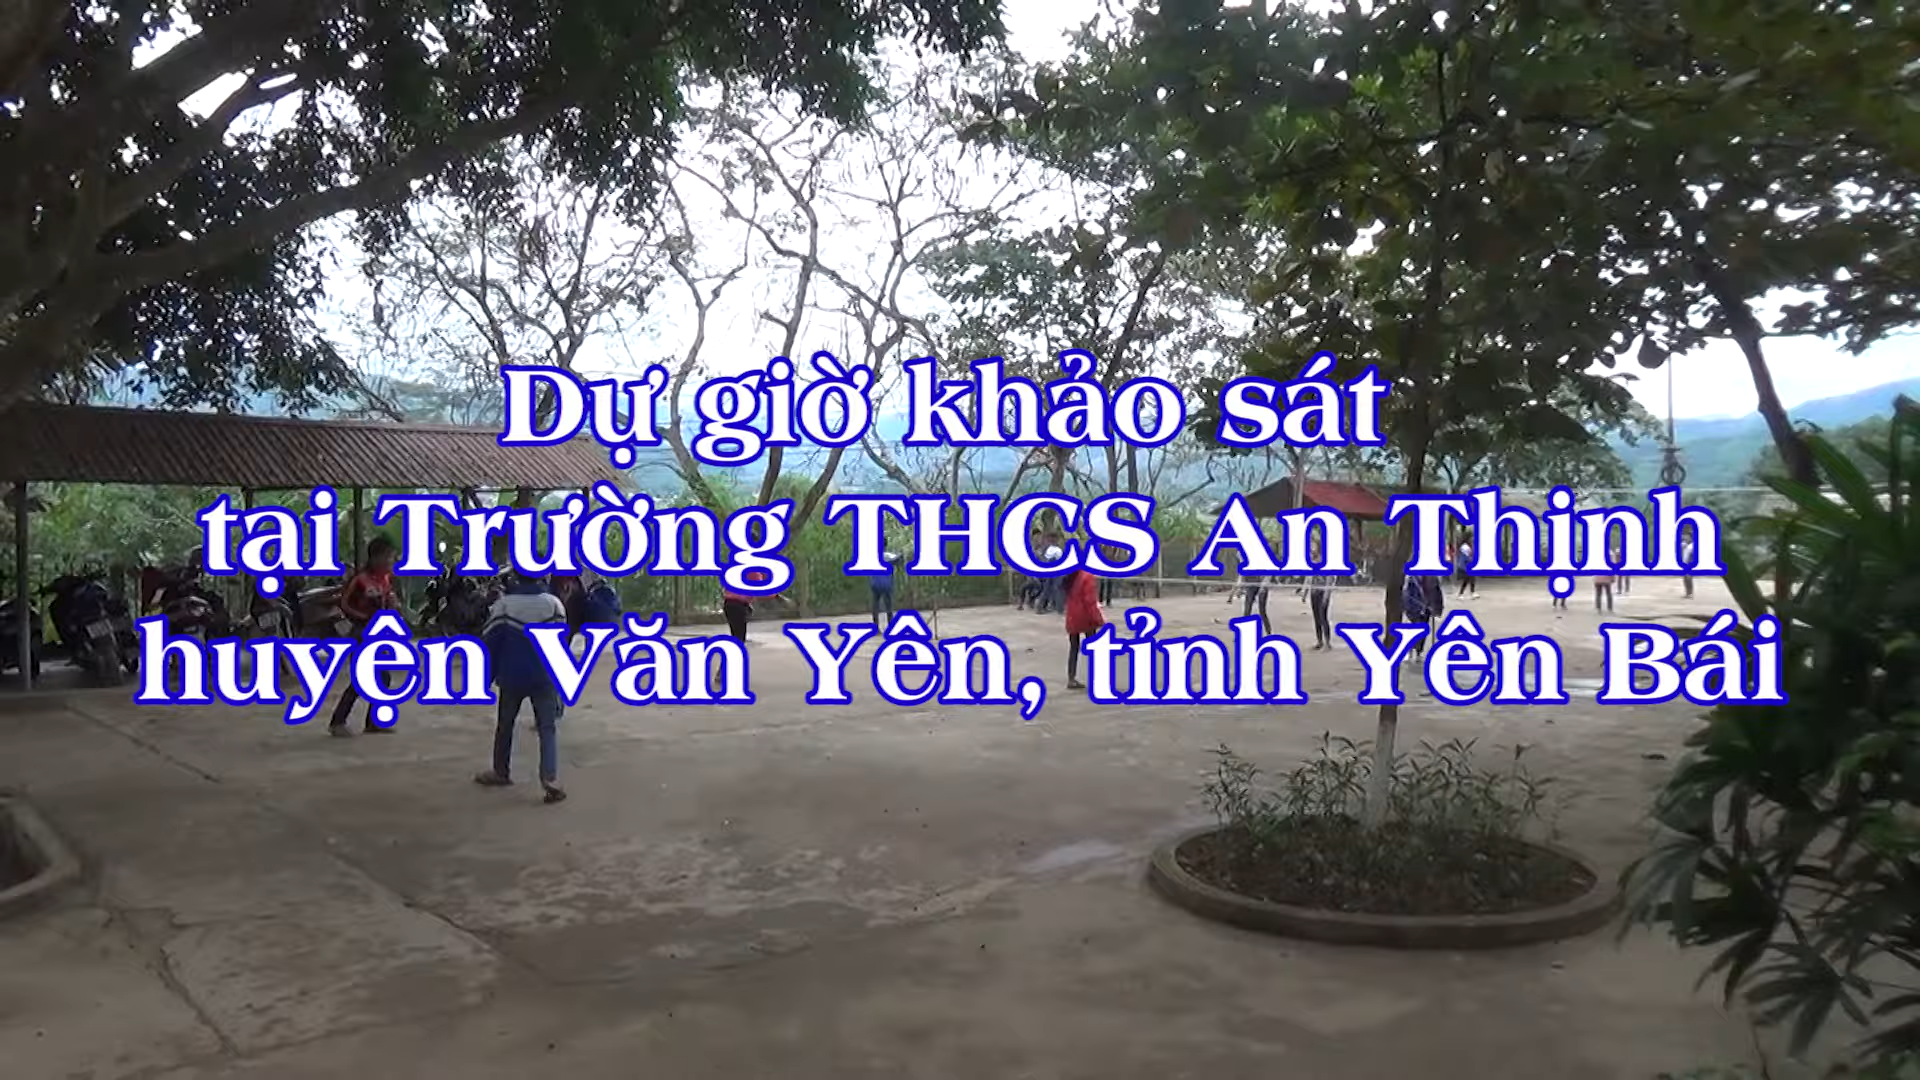 Dự giờ khảo sát
tại Trường THCS An Thịnh
huyện Văn Yên, tỉnh Yên Bái